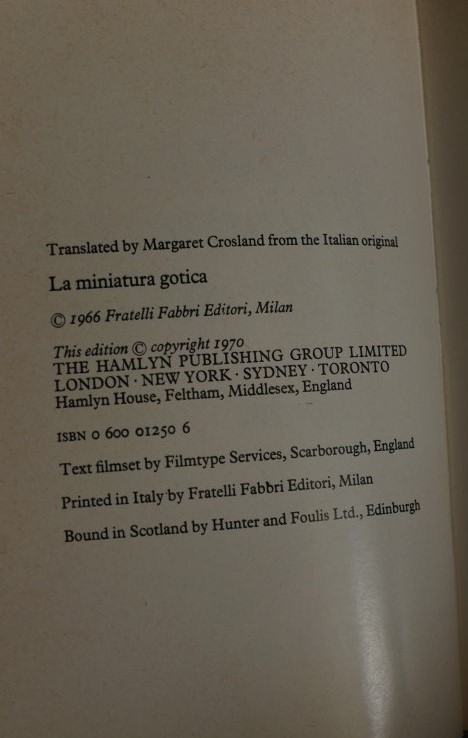 Translated by Margaret Crosland from the Italian original
La miniatura gotica
© 1966 Fratelli Fabbri Editori, Milan
This edition © copyright 1970
THE HAMLYN PUBLISHING GROUP LIMITED
LONDON · NEW YORK · SYDNEY · TORONTO
Hamlyn House, Feltham, Middlesex, England
ISBN 0 600 01250 6
Text filmset by Filmtype Services, Scarborough, England
Printed in Italy by Fratelli Fabbri Editori, Milan
Bound in Scotland by Hunter and Foulis Ltd., Edinburgh